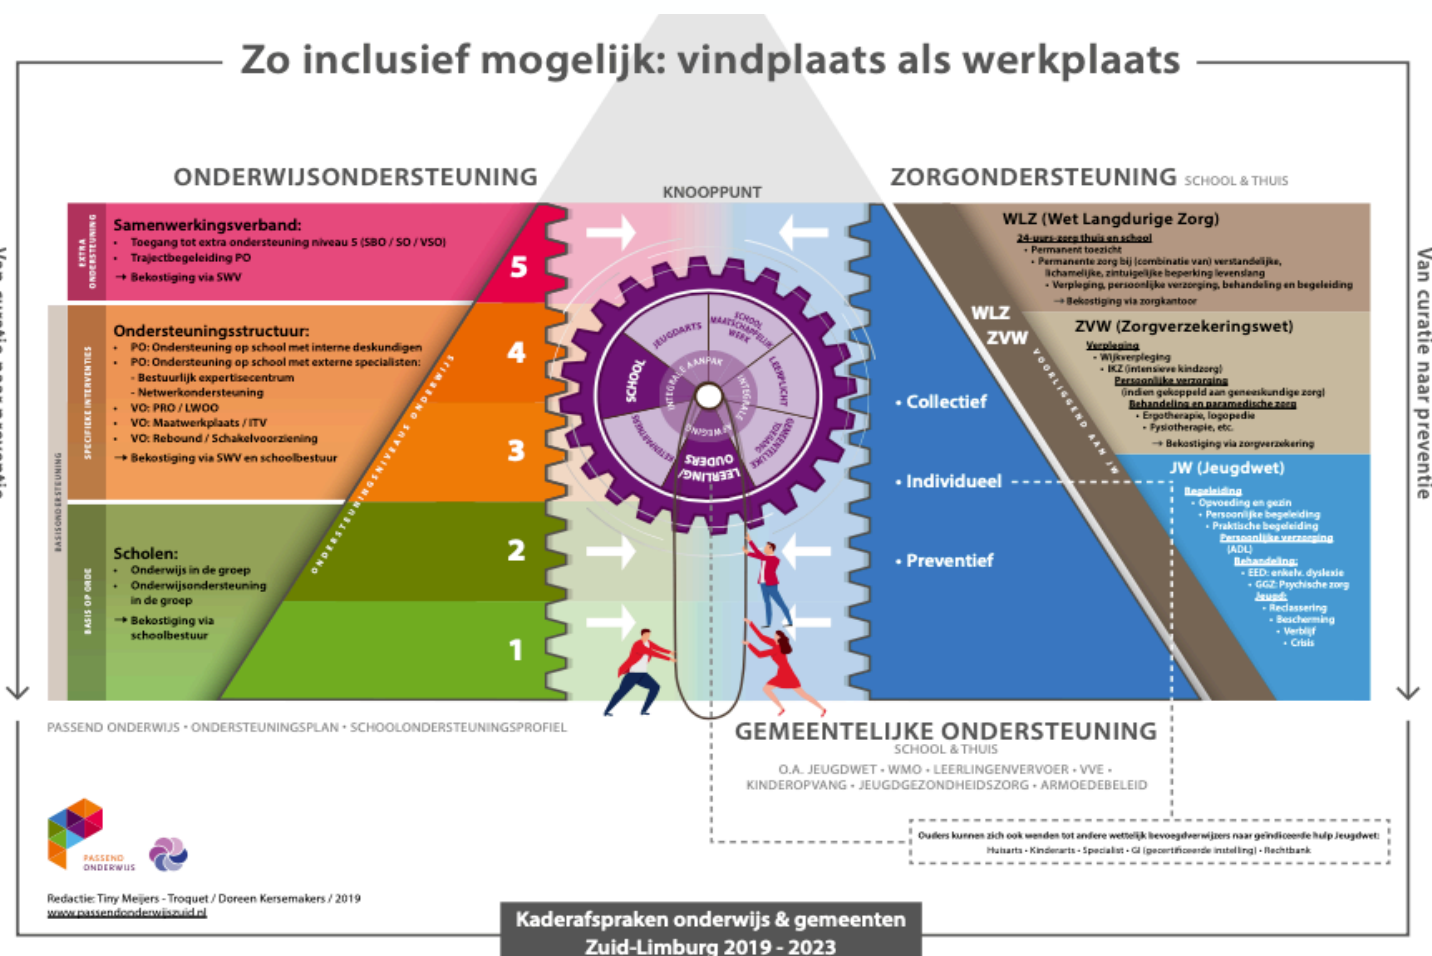 Zo inclusief mogelijk: vindplaats als werkplaats
ONDERWIJSONDERSTEUNING
KNOOPPUNT
ZORGONDERSTEUNING SCHOOL & THUIS
EXTRA
ONDERSTEUNING
Samenwerkingsverband:
• Toegang tot extra ondersteuning niveau 5 (SBO / SO / VSO)
• Trajectbegeleiding PO
→ Bekostiging via SWV
BASISONDERSTEUNING
SPECIFIEKE INTERVENTIES
Ondersteuningsstructuur:
• PO: Ondersteuning op school met interne deskundigen
• PO: Ondersteuning op school met externe specialisten:
- Bestuurlijk expertisecentrum
- Netwerkondersteuning
• VO: PRO / LWOO
• VO: Maatwerkplaats / ITV
• VO: Rebound / Schakelvoorziening
→ Bekostiging via SWV en schoolbestuur
BASIS OP ORDE
Scholen:
• Onderwijs in de groep
• Onderwijsondersteuning
in de groep
→ Bekostiging via
schoolbestuur
ONDERSTEUNINGSNIVEAUS ONDERWIJS
5
4
3
2
1
SCHOOL
JEUGDARTS
SCHOOL
MAATSCHAPPELIJK
WERK
LEERPLICHT
GEMEENTELIJKE
TOEGANG
LEERLING/
OUDERS
KETENPARTNERS
INTEGRALE AANPAK
INTEGRALE AFWEGING
• Collectief
• Individueel
• Preventief
WLZ
ZVW
VOORLIGGEND AAN JW
WLZ (Wet Langdurige Zorg)
24-uurs-zorg thuis en school
• Permanent toezicht
• Permanente zorg bij (combinatie van) verstandelijke,
lichamelijke, zintuigelijke beperking levenslang
• Verpleging, persoonlijke verzorging, behandeling en begeleiding
→ Bekostiging via zorgkantoor
ZVW (Zorgverzekeringswet)
Verpleging
• Wijkverpleging
• IKZ (intensieve kindzorg)
Persoonlijke verzorging
(indien gekoppeld aan geneeskundige zorg)
Behandeling en paramedische zorg
• Ergotherapie, logopedie
• Fysiotherapie, etc.
→ Bekostiging via zorgverzekering
JW (Jeugdwet)
Begeleiding
• Opvoeding en gezin
• Persoonlijke begeleiding
• Praktische begeleiding
Persoonlijke verzorging
(ADL)
Behandeling:
• EED: enkelv. dyslexie
• GGZ: Psychische zorg
Jeugd:
• Reclassering
• Bescherming
• Verblijf
• Crisis
Van curatie naar preventie
PASSEND ONDERWIJS • ONDERSTEUNINGSPLAN • SCHOOLONDERSTEUNINGSPROFIEL
GEMEENTELIJKE ONDERSTEUNING
SCHOOL & THUIS
O.A. JEUGDWET • WMO • LEERLINGENVERVOER • VVE •
KINDEROPVANG • JEUGDGEZONDHEIDSZORG • ARMOEDEBELEID
Ouders kunnen zich ook wenden tot andere wettelijk bevoegdverwijzers naar geïndiceerde hulp Jeugdwet:
Huisarts • Kinderarts • Specialist • GI (gecertificeerde instelling) • Rechtbank
PASSEND
ONDERWIJS
Redactie: Tiny Meijers - Troquet / Doreen Kersemakers / 2019
www.passendonderwijszuid.nl
Kaderafspraken onderwijs & gemeenten
Zuid-Limburg 2019 - 2023